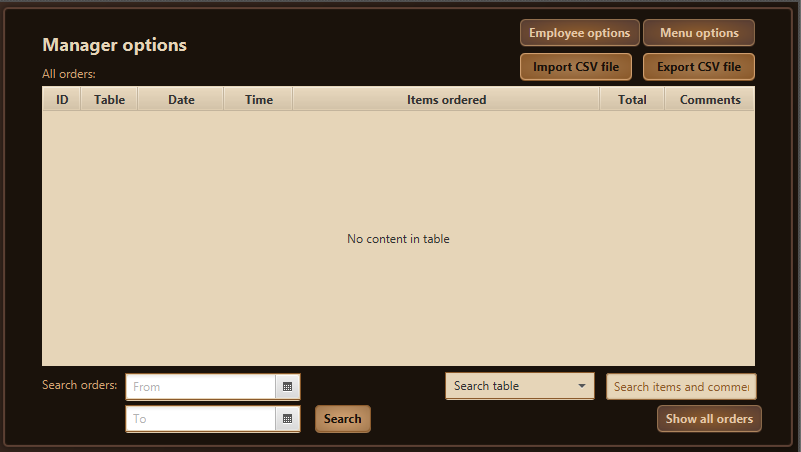 Employee options
Menu options
Manager options
Import CSV file
Export CSV file
All orders:
ID Table Date Time Items ordered Total Comments
No content in table
Search orders:
From
Search table
Search items and commer
To
Search
Show all orders